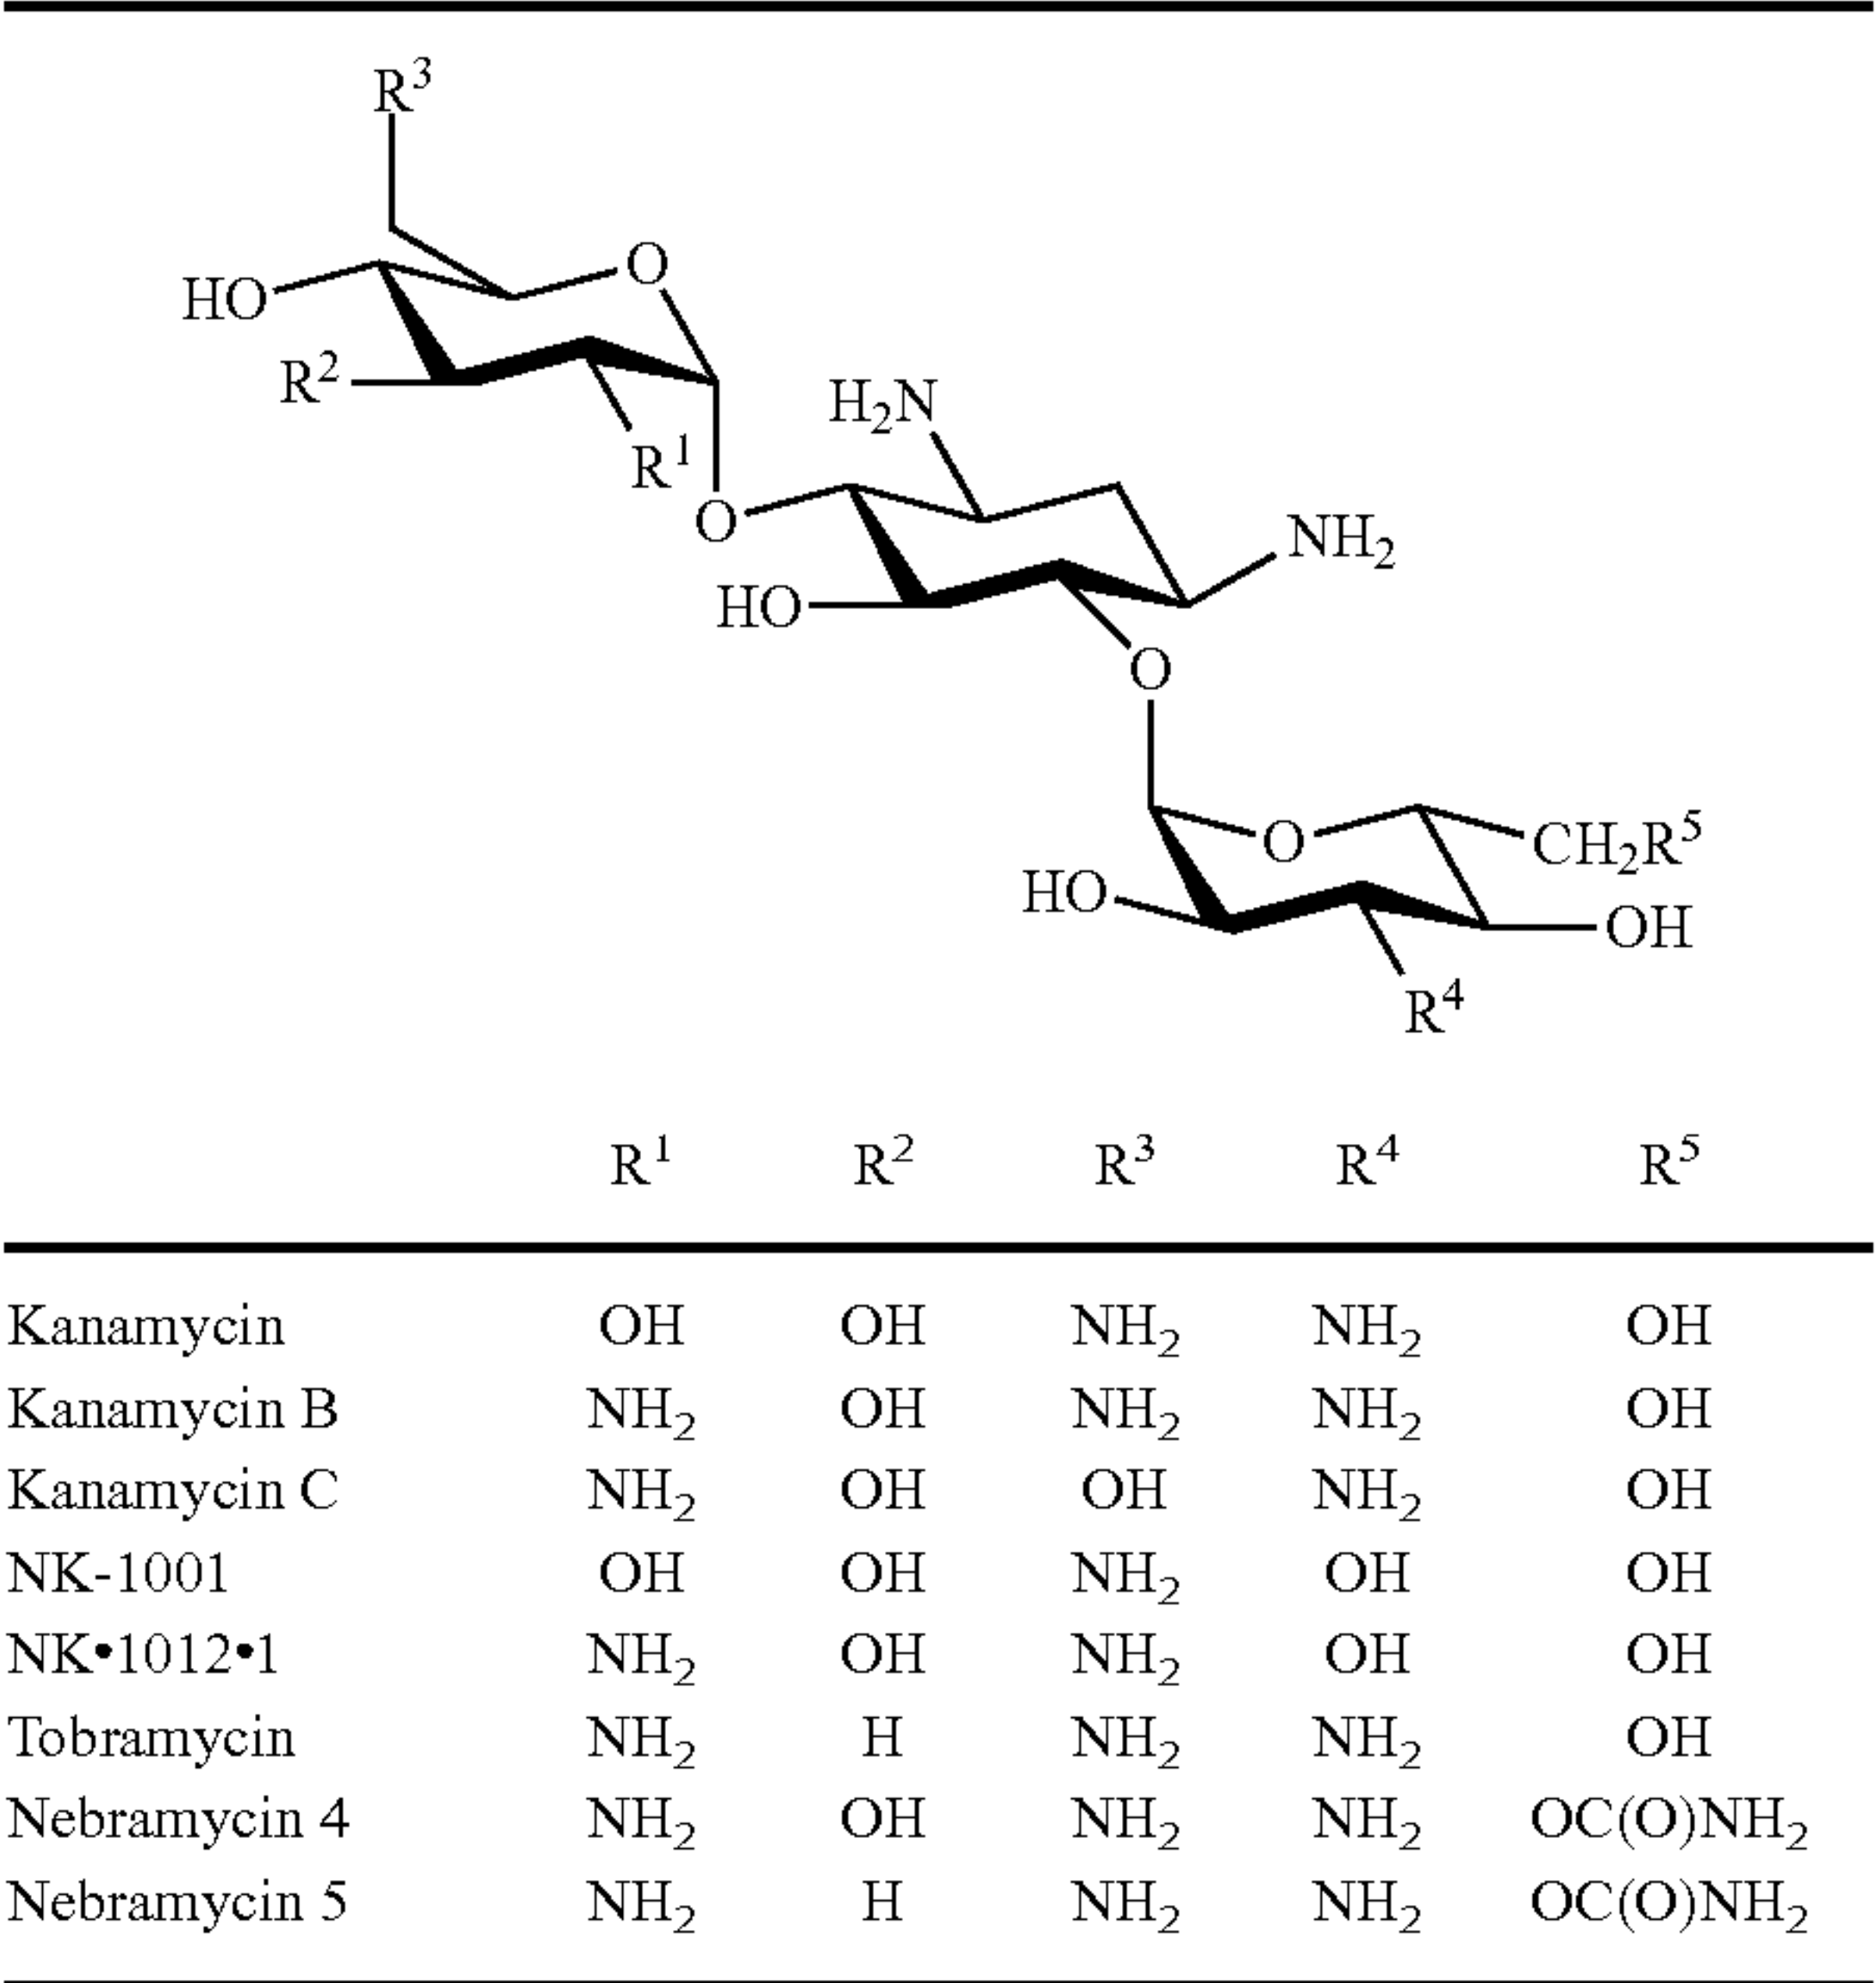 R³
O
HO
R²
H₂N
R¹
O
NH₂
HO
O
O
CH₂R⁵
HO
OH
R⁴
R¹ R² R³ R⁴ R⁵
Kanamycin OH OH NH₂ NH₂ OH
Kanamycin B NH₂ OH NH₂ NH₂ OH
Kanamycin C NH₂ OH OH NH₂ OH
NK-1001 OH OH NH₂ OH OH
NK•1012•1 NH₂ OH NH₂ OH OH
Tobramycin NH₂ H NH₂ NH₂ OH
Nebramycin 4 NH₂ OH NH₂ NH₂ OC(O)NH₂
Nebramycin 5 NH₂ H NH₂ NH₂ OC(O)NH₂